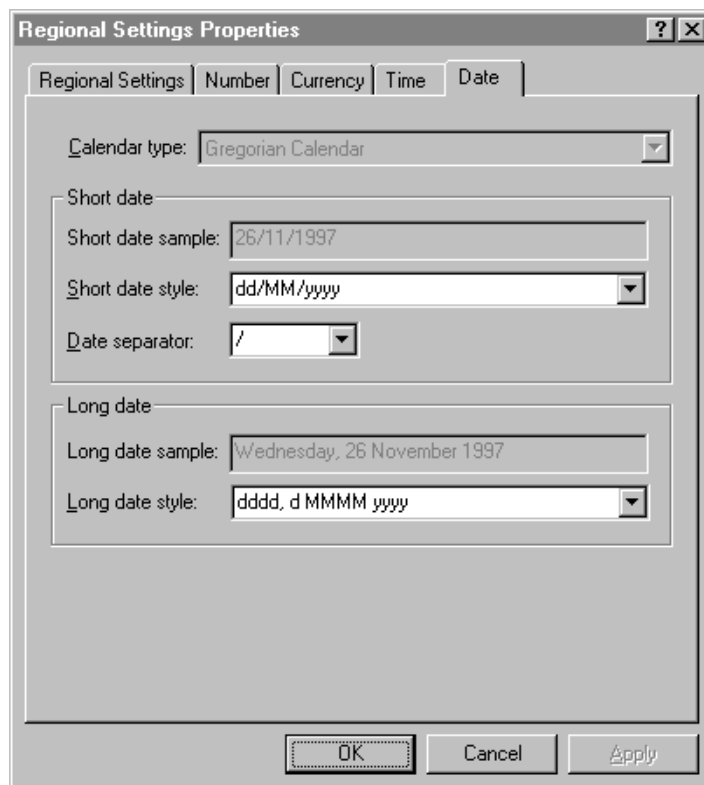 Regional Settings Properties
Regional Settings Number Currency Time Date
Calendar type: Gregorian Calendar
Short date
Short date sample: 26/11/1997
Short date style: dd/MM/yyyy
Date separator: /
Long date
Long date sample: Wednesday, 26 November 1997
Long date style: dddd, d MMMM yyyy
OK Cancel Apply